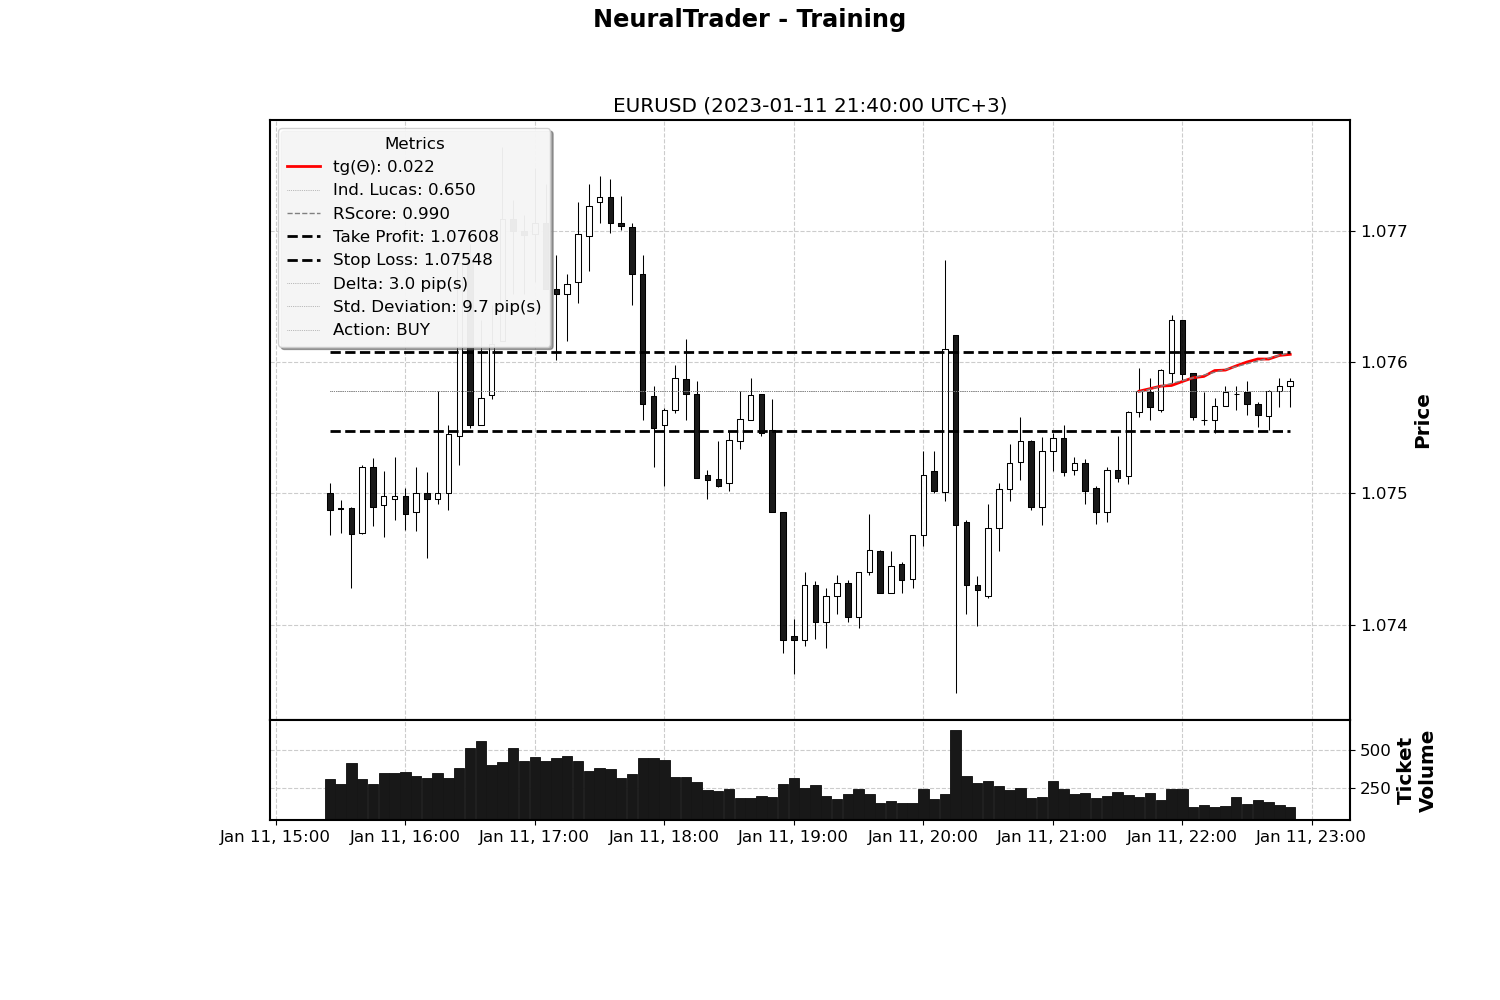 NeuralTrader - Training
EURUSD (2023-01-11 21:40:00 UTC+3)
Metrics
tg(Θ): 0.022
Ind. Lucas: 0.650
RScore: 0.990
Take Profit: 1.07608
Stop Loss: 1.07548
Delta: 3.0 pip(s)
Std. Deviation: 9.7 pip(s)
Action: BUY
1.077
1.076
1.075
1.074
Price
500
250
Ticket
Volume
Jan 11, 15:00 Jan 11, 16:00 Jan 11, 17:00 Jan 11, 18:00 Jan 11, 19:00 Jan 11, 20:00 Jan 11, 21:00 Jan 11, 22:00 Jan 11, 23:00